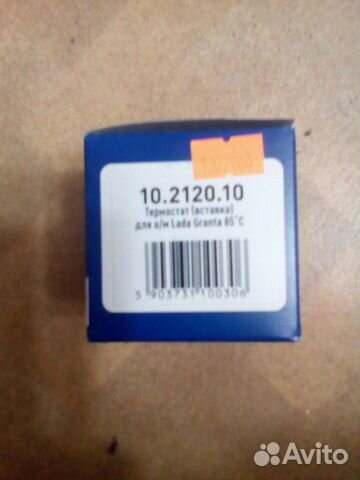 10.2120.10
Термостат (вставка)
для а/м Lada Granta 85°С
5 903731 100306
Avito